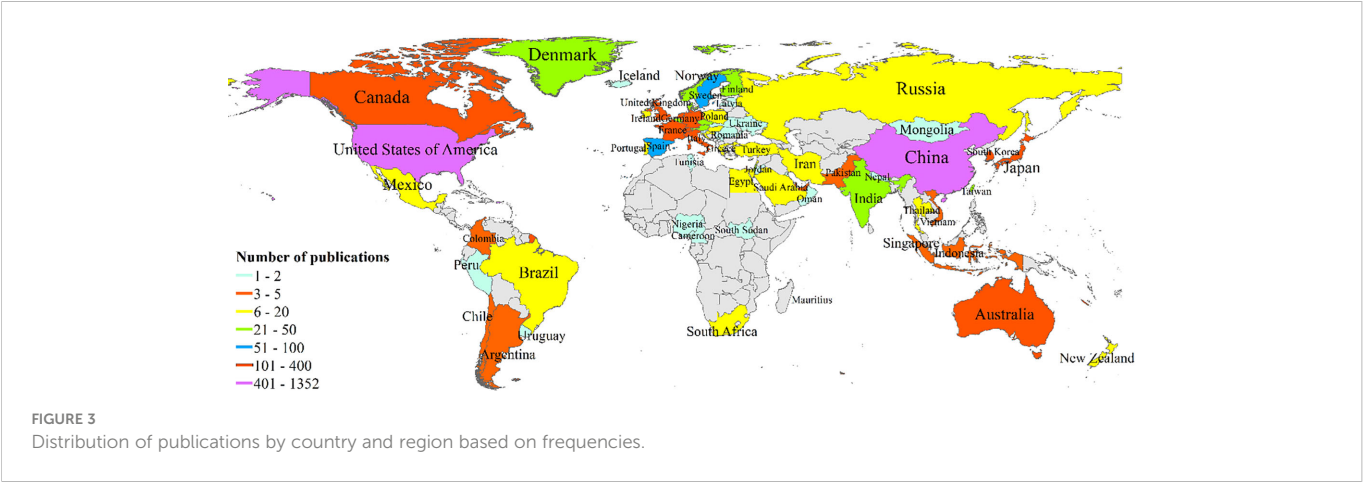 Denmark
Iceland
Norway
Finland
Sweden
Latvia
Russia
Canada
United Kingdom
Ireland
Germany
Poland
Ukraine
France
Romania
Mongolia
United States of America
Portugal
Spain
Italy
Greece
Turkey
China
South Korea
Japan
Tunisia
Jordan
Iran
Pakistan
Nepal
Mexico
Egypt
Saudi Arabia
Oman
India
Taiwan
Thailand
Vietnam
Nigeria
Cameroon
South Sudan
Colombia
Singapore
Indonesia
Peru
Brazil
Mauritius
Chile
Uruguay
Argentina
South Africa
Australia
New Zealand
Number of publications
1 - 2
3 - 5
6 - 20
21 - 50
51 - 100
101 - 400
401 - 1352
FIGURE 3
Distribution of publications by country and region based on frequencies.